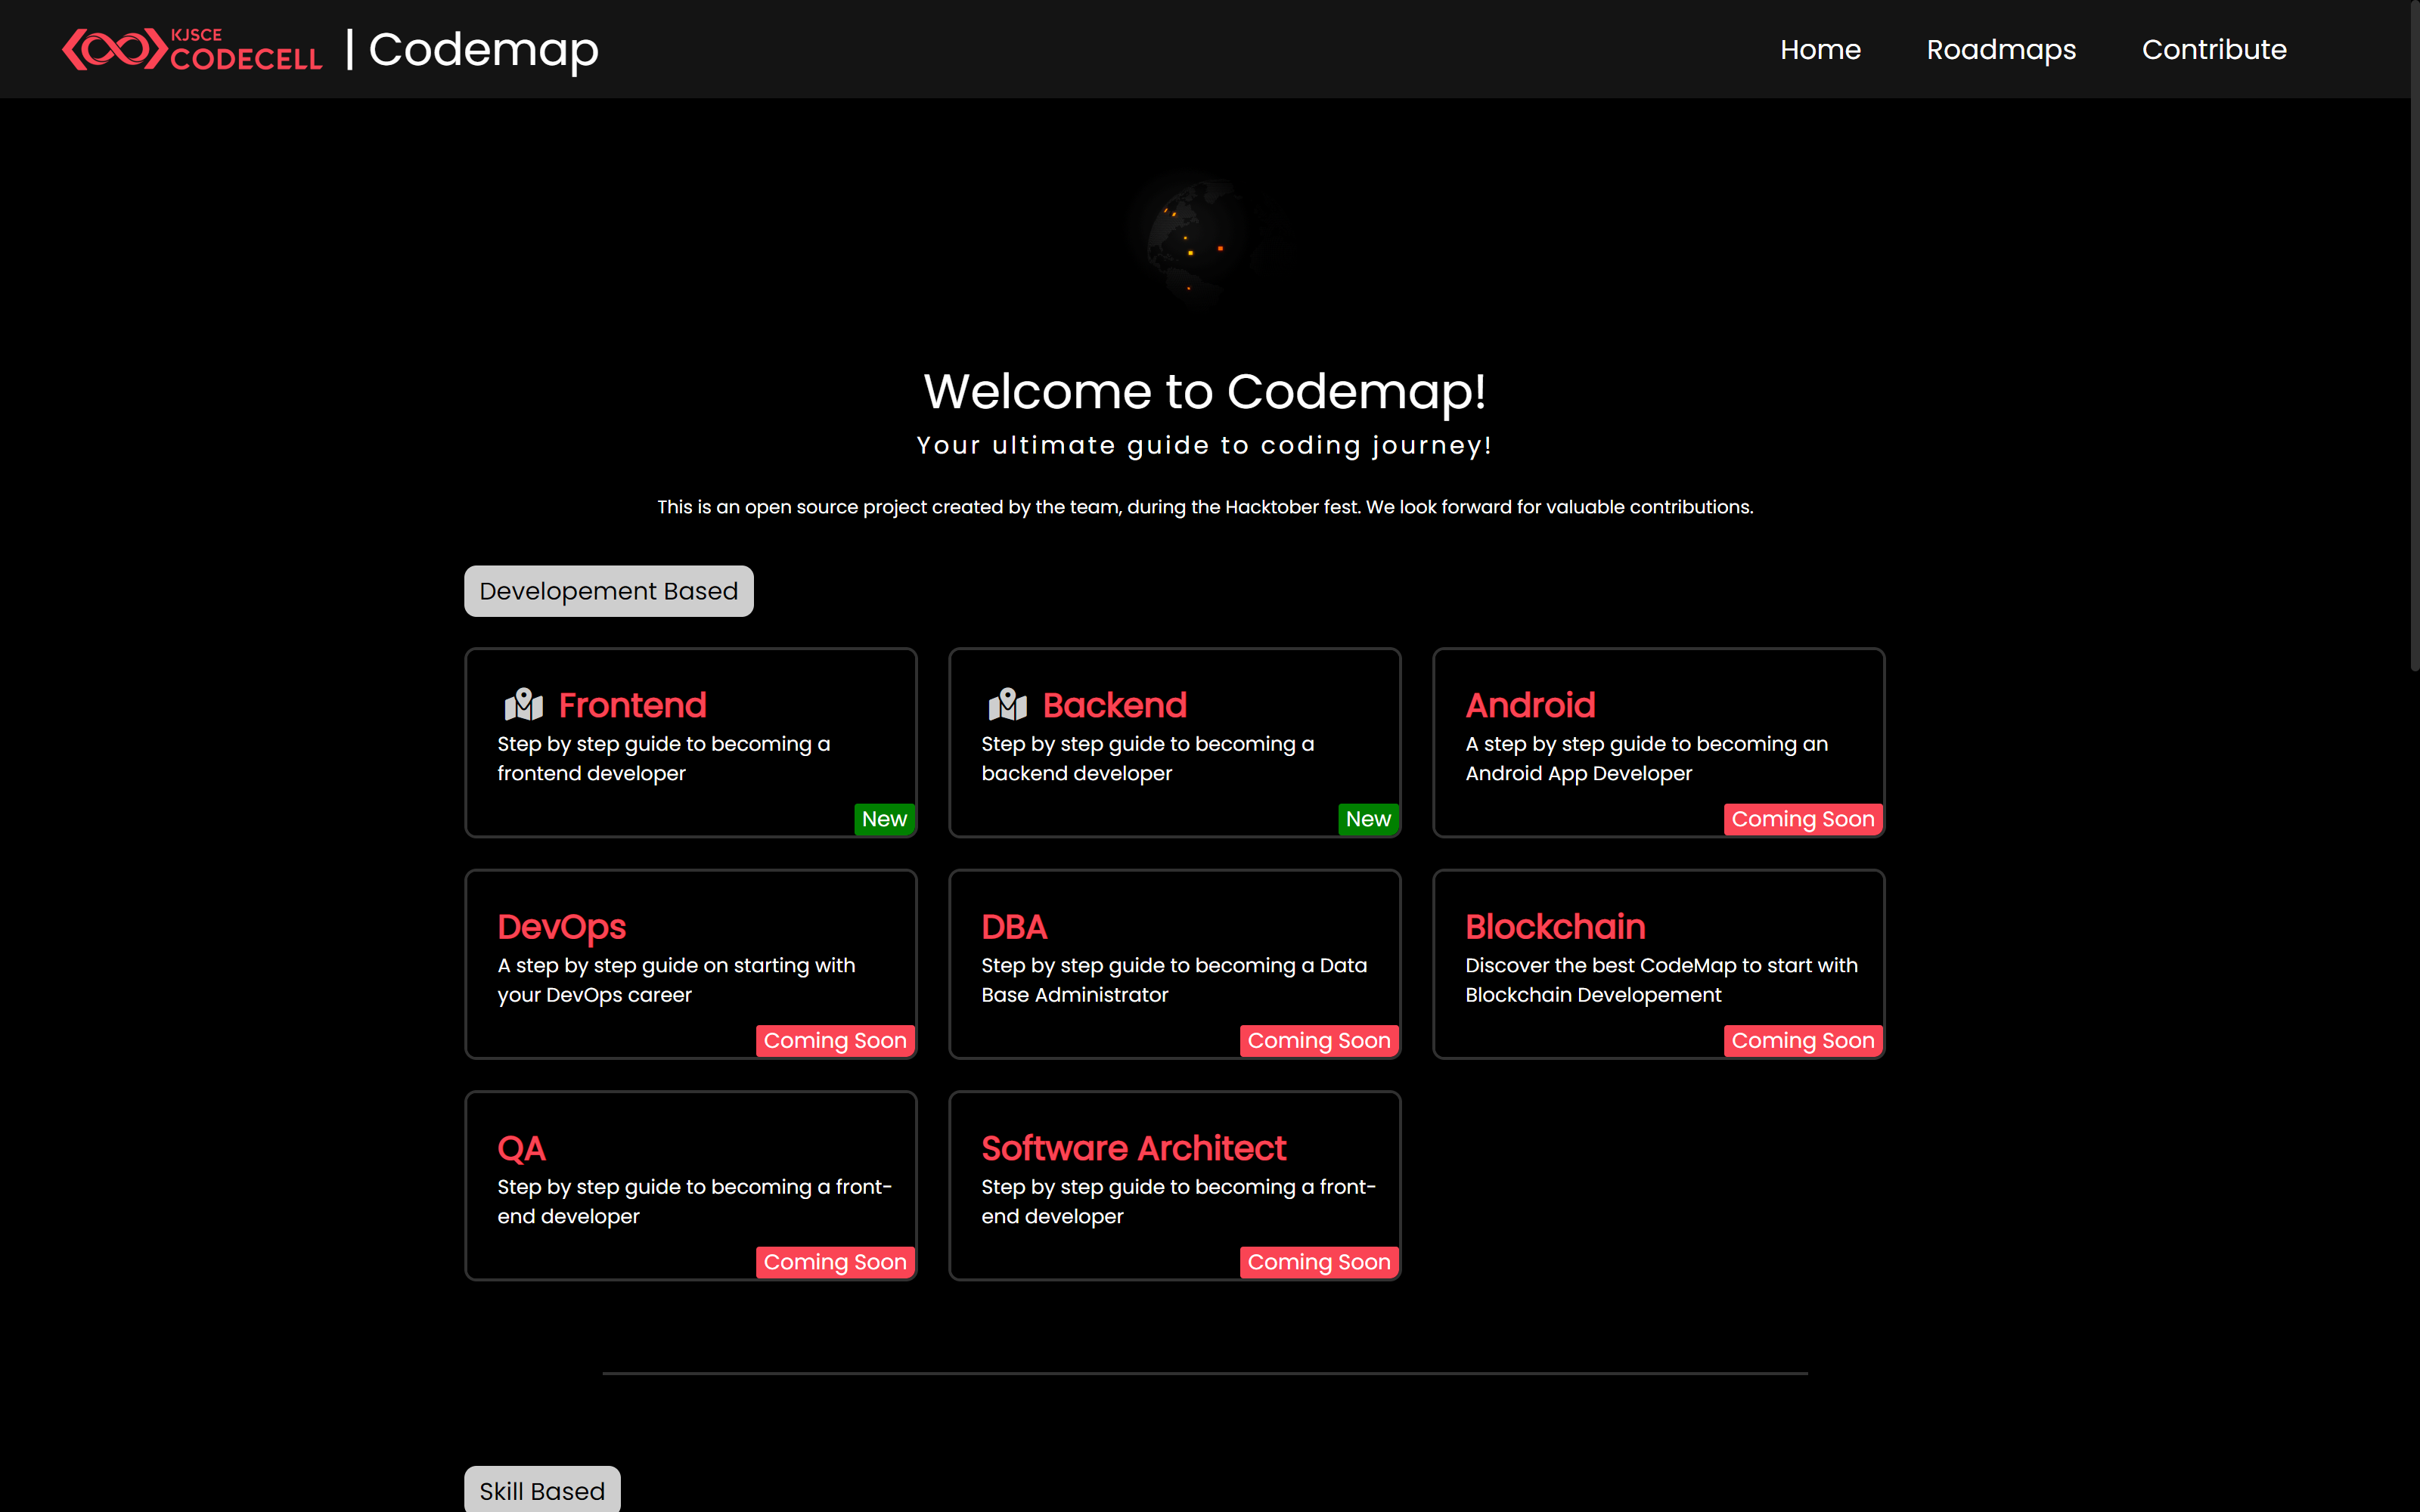 KJSCE
CODECELL
| Codemap
Home
Roadmaps
Contribute
Welcome to Codemap!
Your ultimate guide to coding journey!
This is an open source project created by the team, during the Hacktober fest. We look forward for valuable contributions.
Developement Based
Frontend
Step by step guide to becoming a
frontend developer
New
Backend
Step by step guide to becoming a
backend developer
New
Android
A step by step guide to becoming an
Android App Developer
Coming Soon
DevOps
A step by step guide on starting with
your DevOps career
Coming Soon
DBA
Step by step guide to becoming a Data
Base Administrator
Coming Soon
Blockchain
Discover the best CodeMap to start with
Blockchain Developement
Coming Soon
QA
Step by step guide to becoming a front-
end developer
Coming Soon
Software Architect
Step by step guide to becoming a front-
end developer
Coming Soon
Skill Based